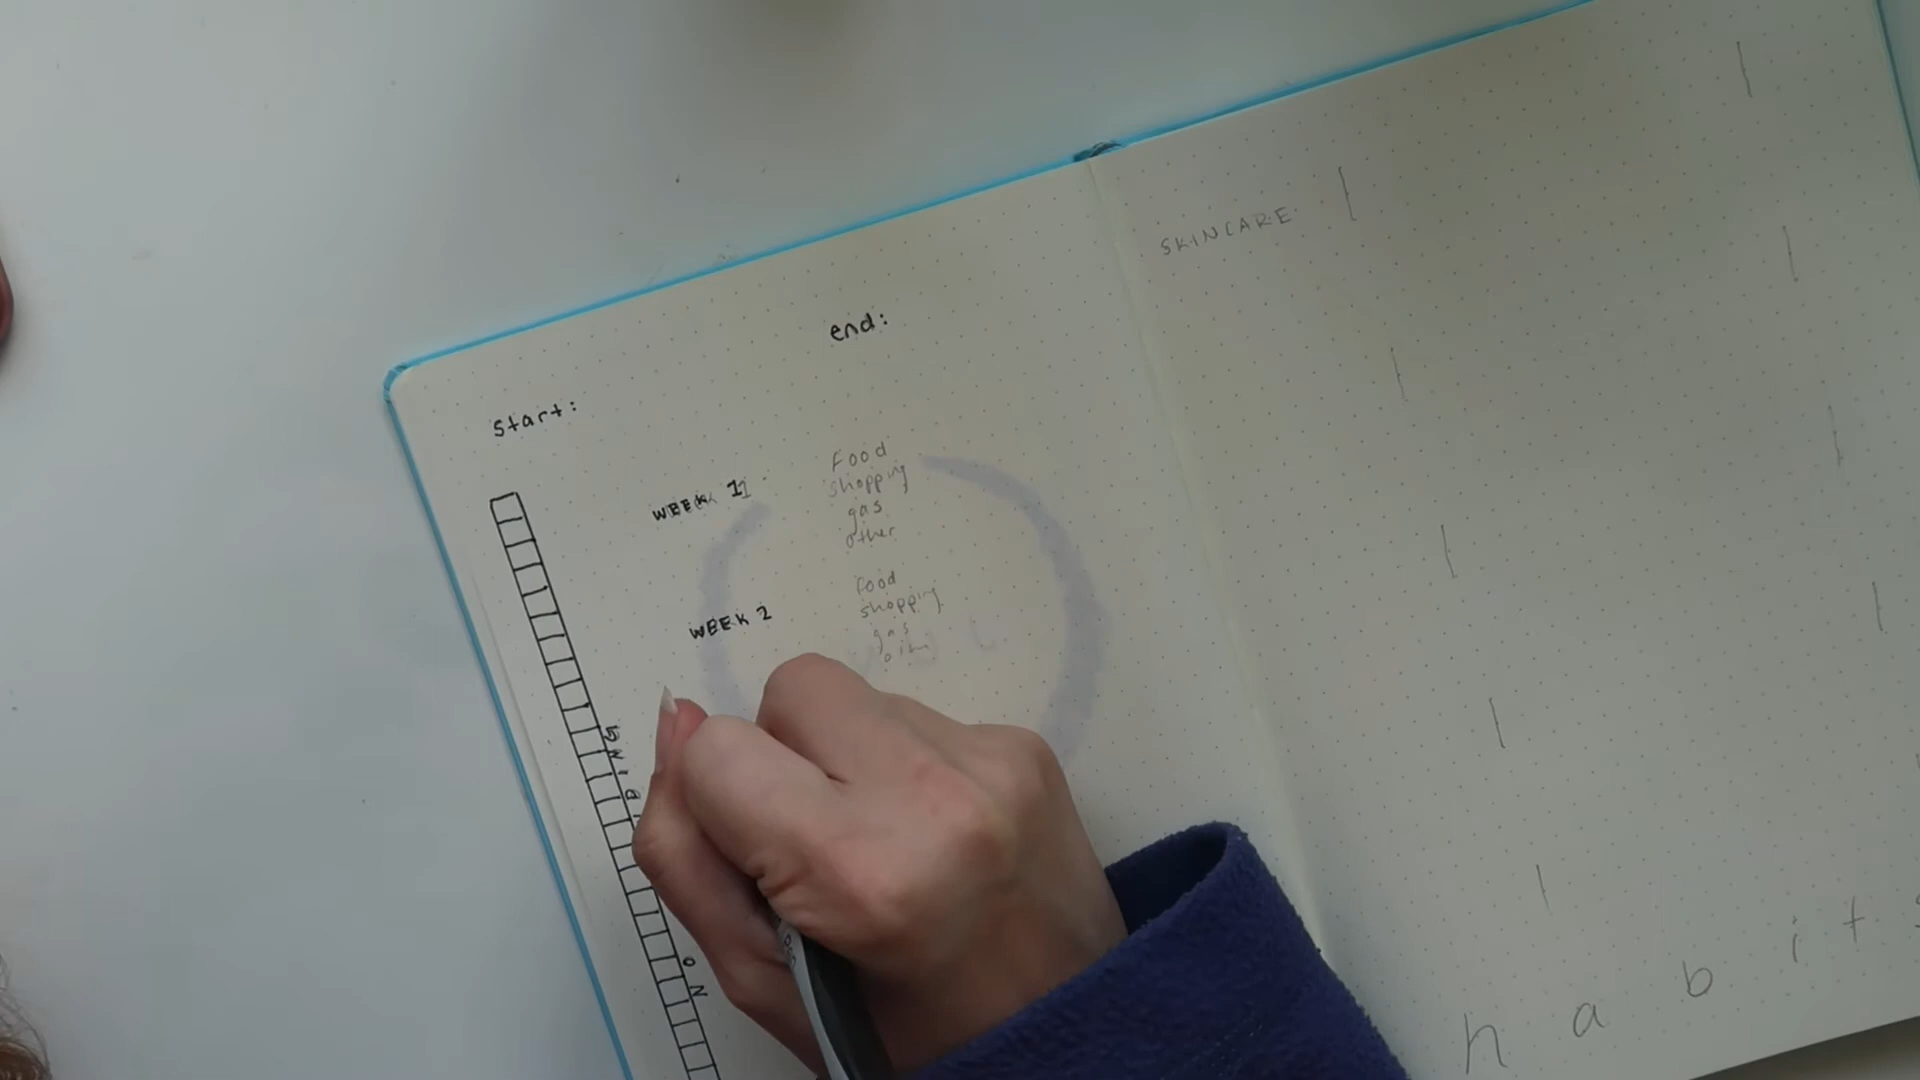 end:
start:
WEEK 1
Food
shopping
gas
other
WEEK 2
food
shopping
gas
SKINCARE
habits